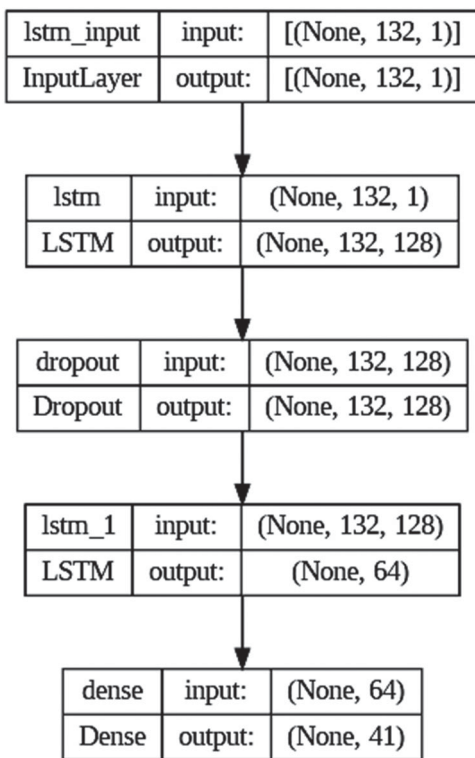 lstm_input input: [(None, 132, 1)]
InputLayer output: [(None, 132, 1)]
lstm input: (None, 132, 1)
LSTM output: (None, 132, 128)
dropout input: (None, 132, 128)
Dropout output: (None, 132, 128)
lstm_1 input: (None, 132, 128)
LSTM output: (None, 64)
dense input: (None, 64)
Dense output: (None, 41)